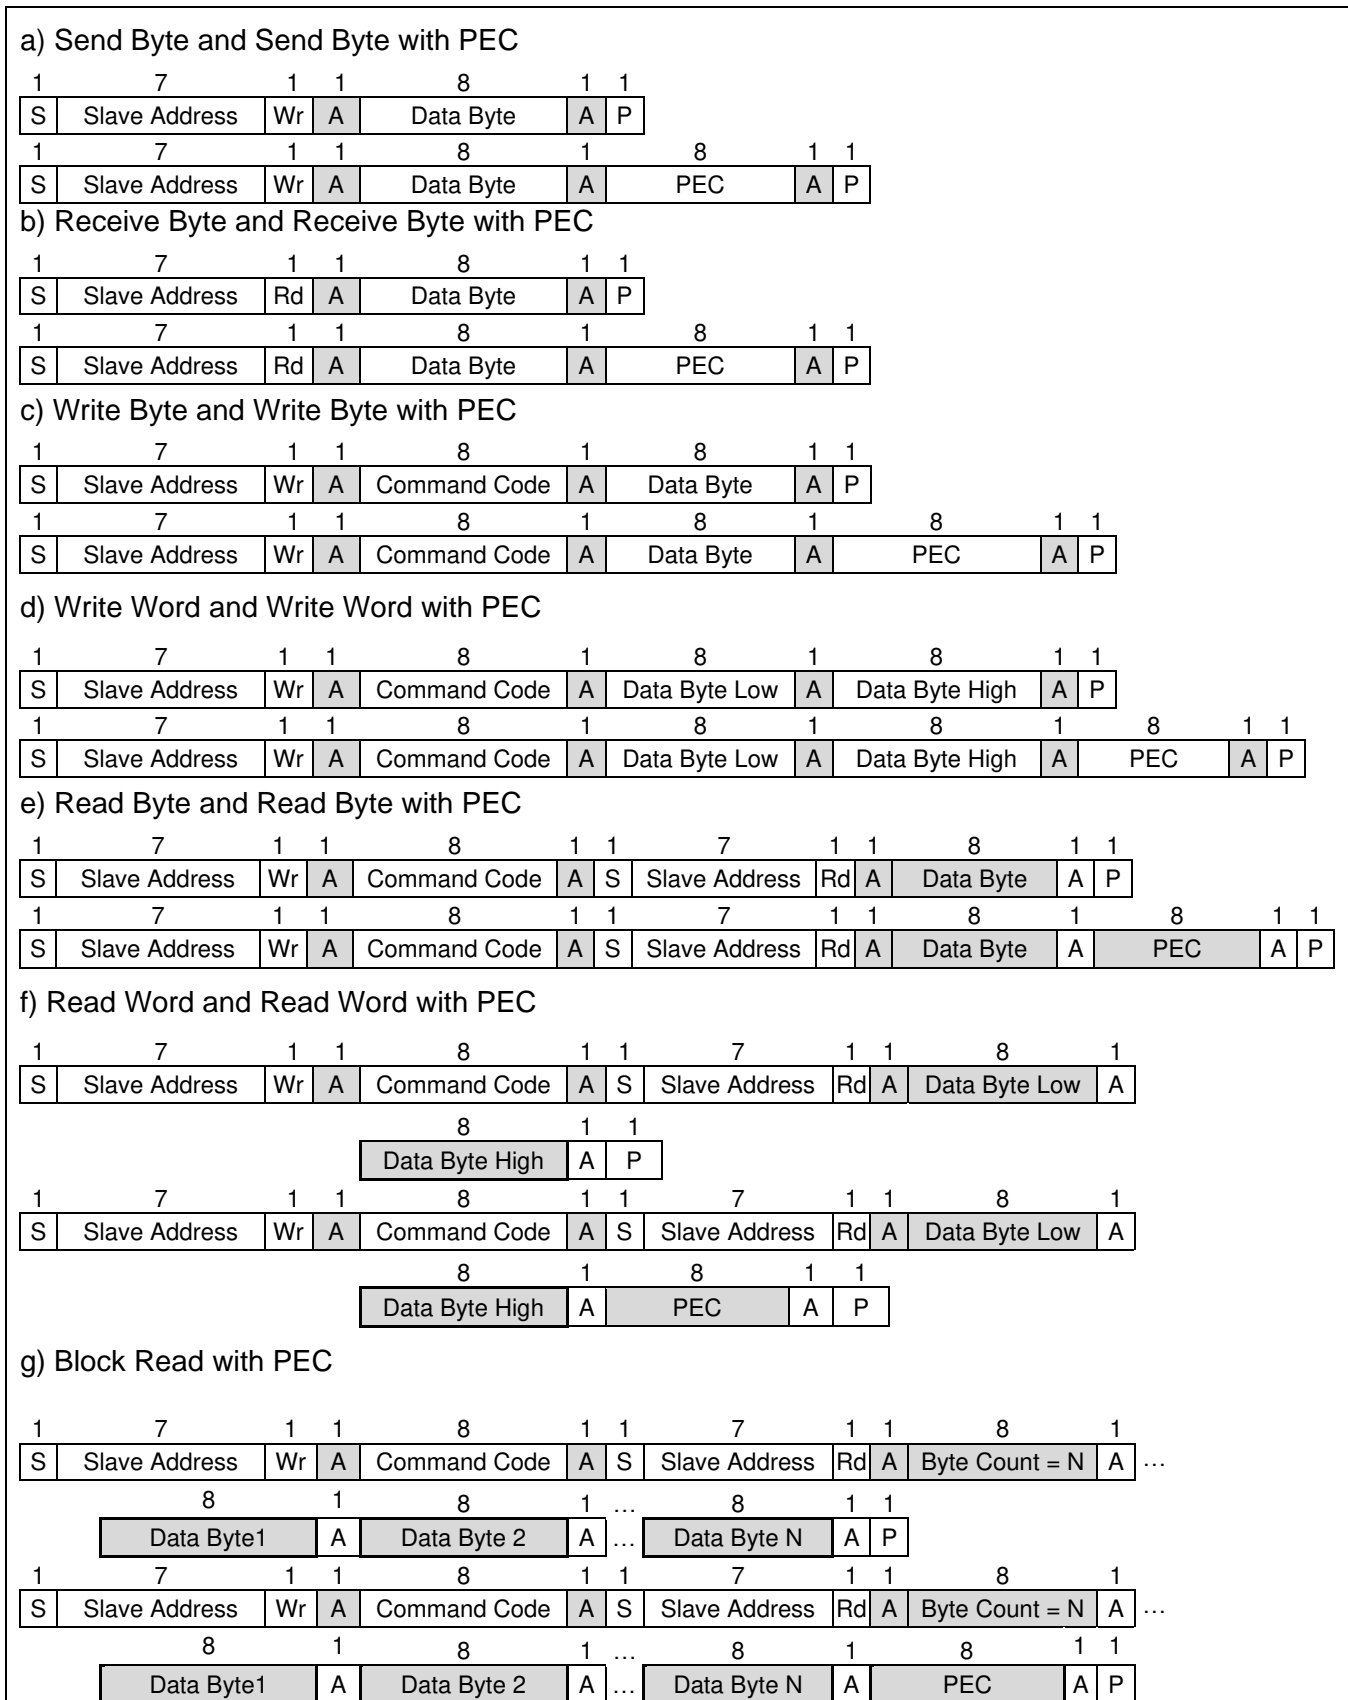 a) Send Byte and Send Byte with PEC
1 7 1 1 8 1 1
S Slave Address Wr A Data Byte A P
1 7 1 1 8 1 8 1 1
S Slave Address Wr A Data Byte A PEC A P
b) Receive Byte and Receive Byte with PEC
1 7 1 1 8 1 1
S Slave Address Rd A Data Byte A P
1 7 1 1 8 1 8 1 1
S Slave Address Rd A Data Byte A PEC A P
c) Write Byte and Write Byte with PEC
1 7 1 1 8 1 8 1 1
S Slave Address Wr A Command Code A Data Byte A P
1 7 1 1 8 1 8 1 8 1 1
S Slave Address Wr A Command Code A Data Byte A PEC A P
d) Write Word and Write Word with PEC
1 7 1 1 8 1 8 1 8 1 1
S Slave Address Wr A Command Code A Data Byte Low A Data Byte High A P
1 7 1 1 8 1 8 1 8 1 8 1 1
S Slave Address Wr A Command Code A Data Byte Low A Data Byte High A PEC A P
e) Read Byte and Read Byte with PEC
1 7 1 1 8 1 1 7 1 1 8 1 1
S Slave Address Wr A Command Code A S Slave Address Rd A Data Byte A P
1 7 1 1 8 1 1 7 1 1 8 1 8 1 1
S Slave Address Wr A Command Code A S Slave Address Rd A Data Byte A PEC A P
f) Read Word and Read Word with PEC
1 7 1 1 8 1 1 7 1 1 8 1
S Slave Address Wr A Command Code A S Slave Address Rd A Data Byte Low A
8 1 1
Data Byte High A P
1 7 1 1 8 1 1 7 1 1 8 1
S Slave Address Wr A Command Code A S Slave Address Rd A Data Byte Low A
8 1 8 1 1
Data Byte High A PEC A P
g) Block Read with PEC
1 7 1 1 8 1 1 7 1 1 8 1
S Slave Address Wr A Command Code A S Slave Address Rd A Byte Count = N A ...
8 1 8 1 ... 8 1 1
Data Byte1 A Data Byte 2 A ... Data Byte N A P
1 7 1 1 8 1 1 7 1 1 8 1
S Slave Address Wr A Command Code A S Slave Address Rd A Byte Count = N A ...
8 1 8 1 ... 8 1 8 1 1
Data Byte1 A Data Byte 2 A ... Data Byte N A PEC A P